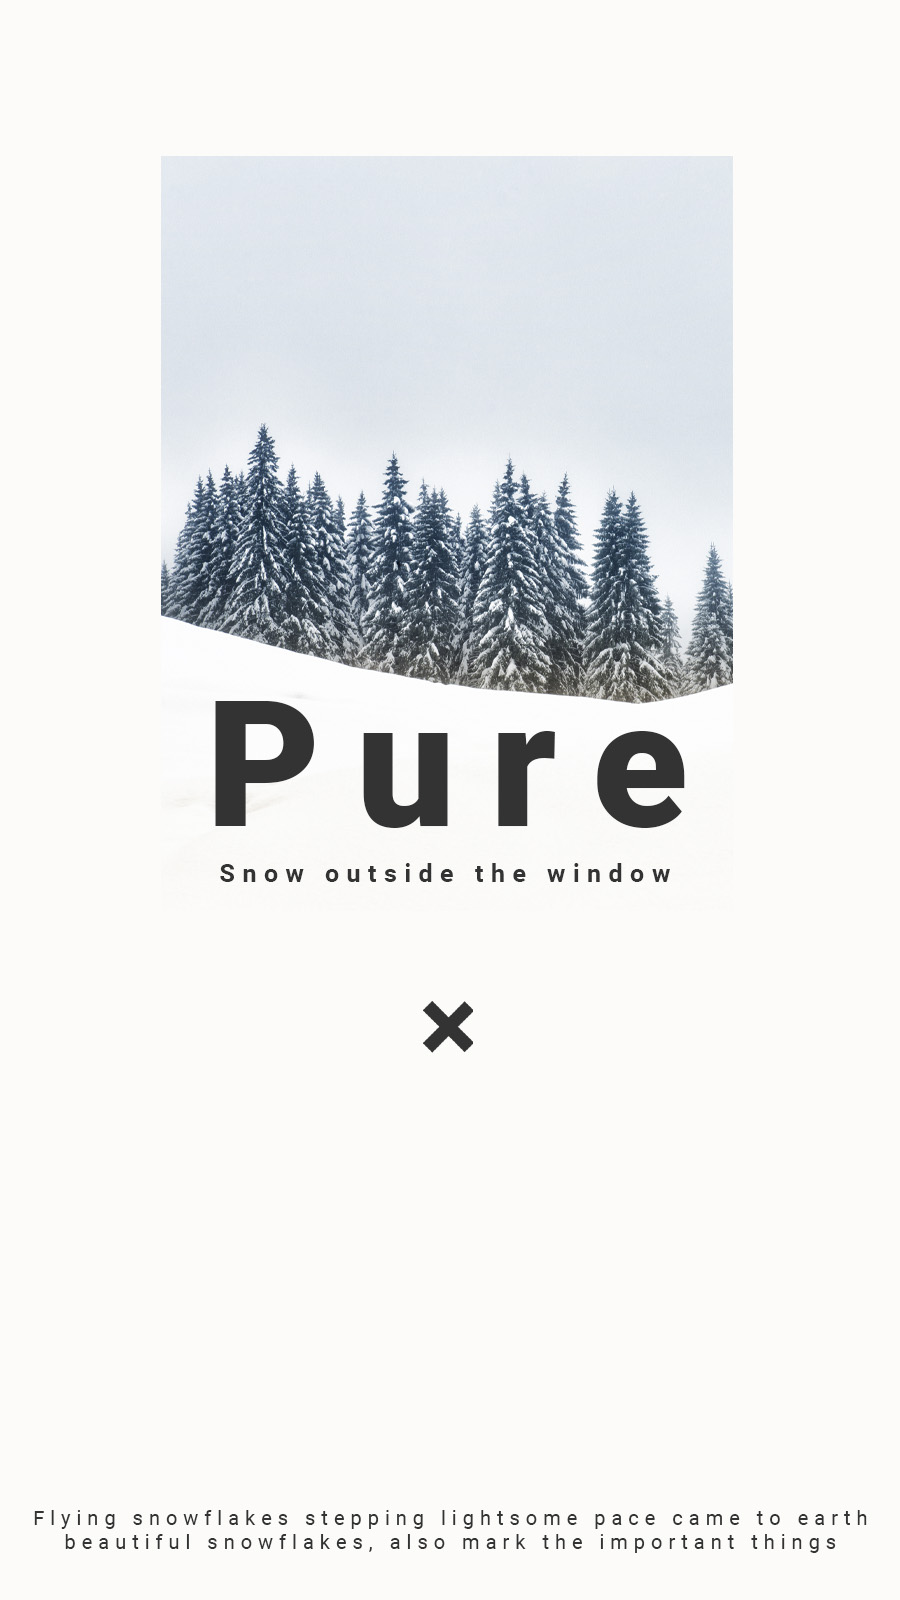 Pure
Snow outside the window
Flying snowflakes stepping lightsome pace came to earth
beautiful snowflakes, also mark the important things